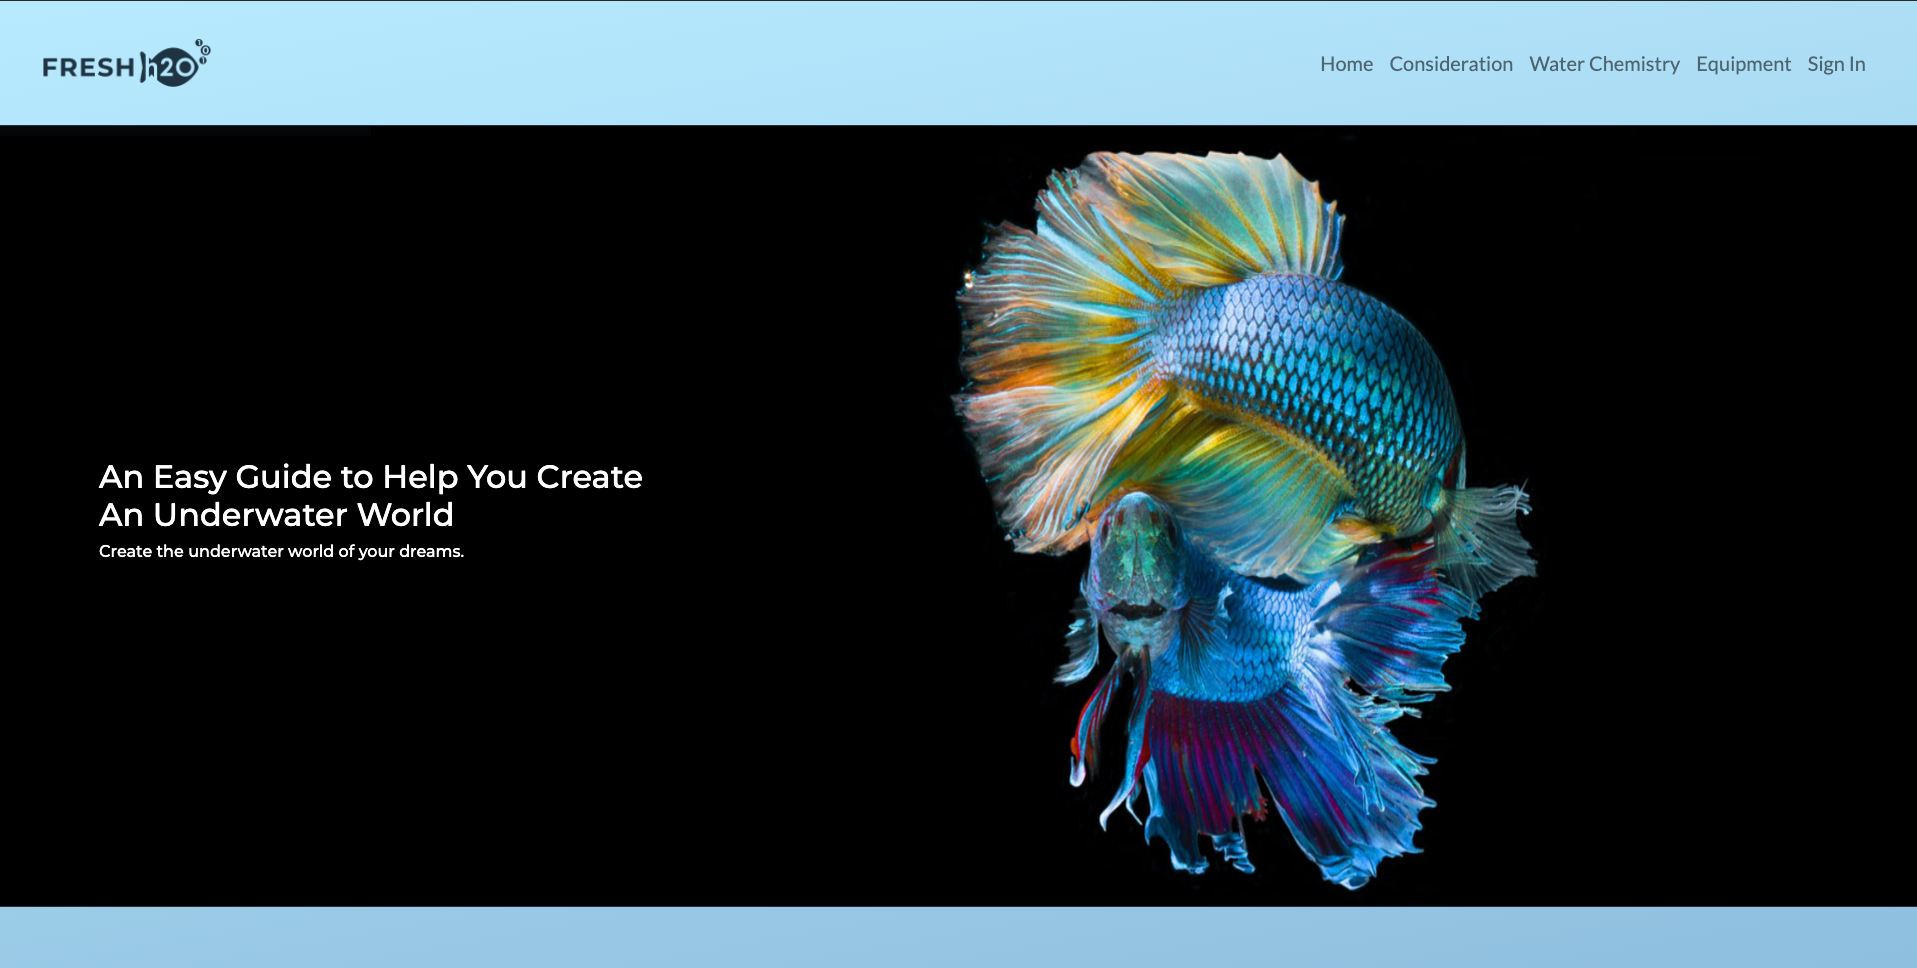 FRESH h2O 101
Home Consideration Water Chemistry Equipment Sign In
An Easy Guide to Help You Create
An Underwater World
Create the underwater world of your dreams.